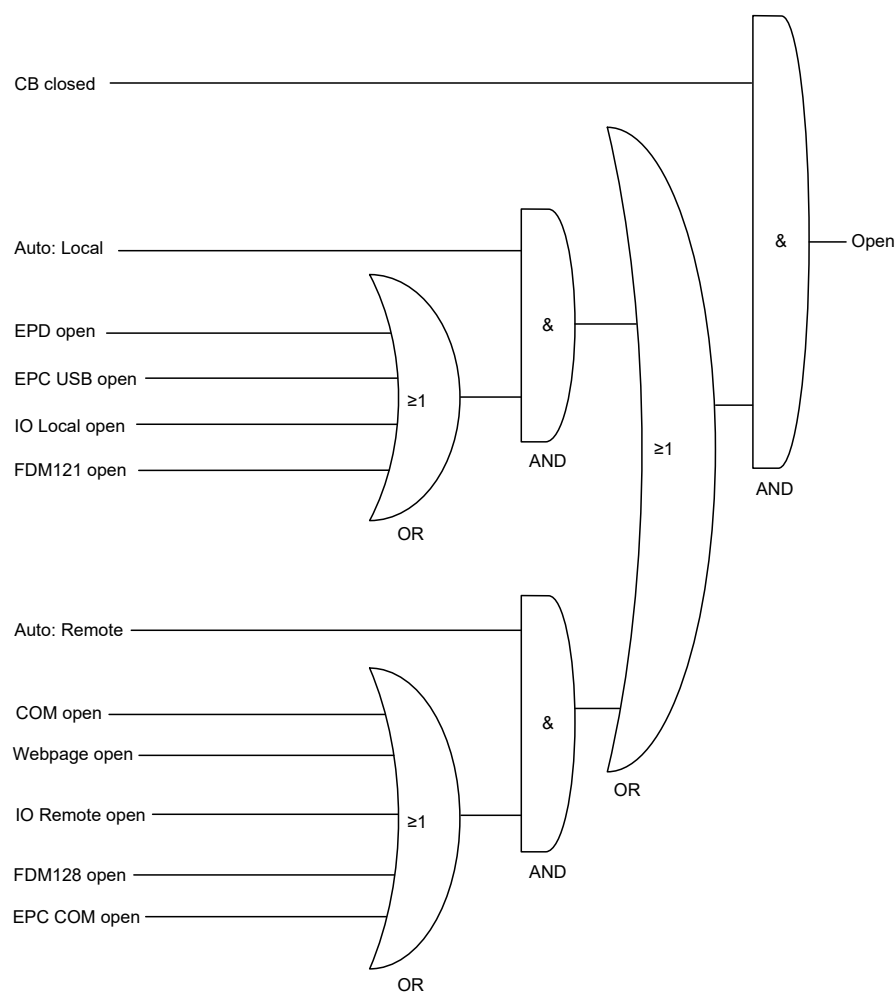 CB closed
& Open
Auto: Local
EPD open
&
EPC USB open
≥1
IO Local open
FDM121 open
AND
≥1
AND
OR
Auto: Remote
COM open
&
Webpage open
OR
IO Remote open
≥1
FDM128 open
AND
EPC COM open
OR